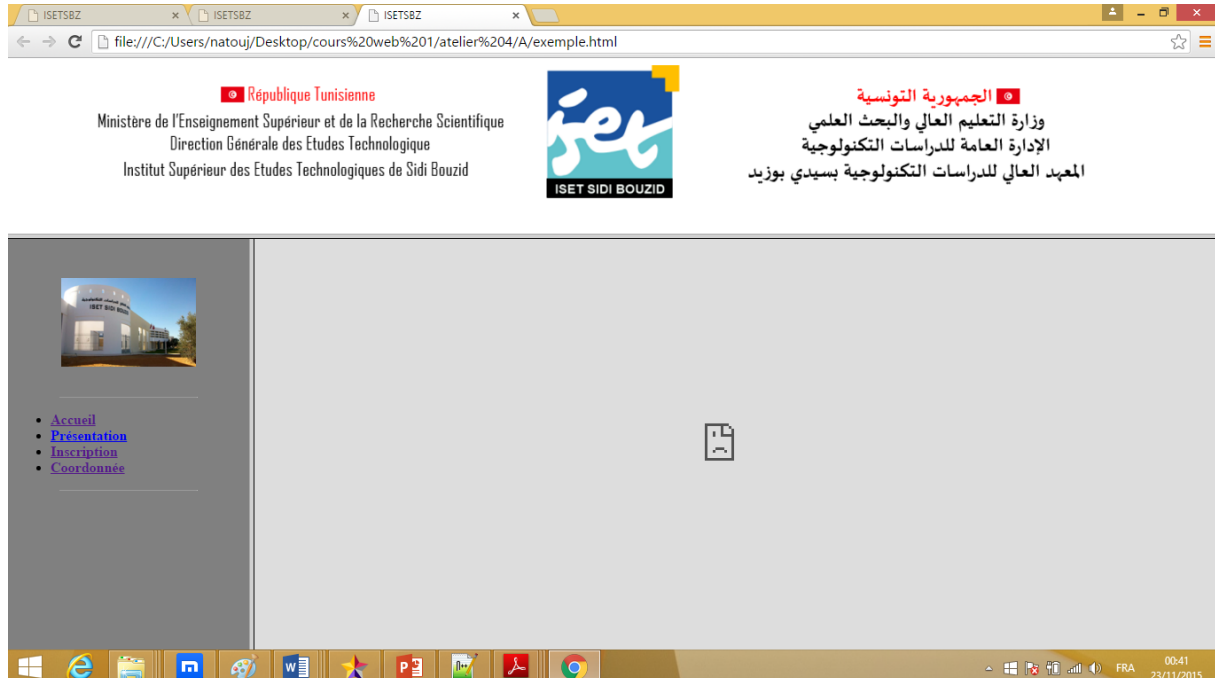 ISETSBZ
ISETSBZ
ISETSBZ
file:///C:/Users/natouj/Desktop/cours%20web%201/atelier%204/A/exemple.html
République Tunisienne
Ministère de l'Enseignement Supérieur et de la Recherche Scientifique
Direction Générale des Etudes Technologique
Institut Supérieur des Etudes Technologiques de Sidi Bouzid
iset
ISET SIDI BOUZID
الجمهورية التونسية
وزارة التعليم العالي والبحث العلمي
الإدارة العامة للدراسات التكنولوجية
المعهد العالي للدراسات التكنولوجية بسيدي بوزيد
ISET SIDI
Accueil
Présentation
Inscription
Coordonnée
FRA
00:41
23/11/2015